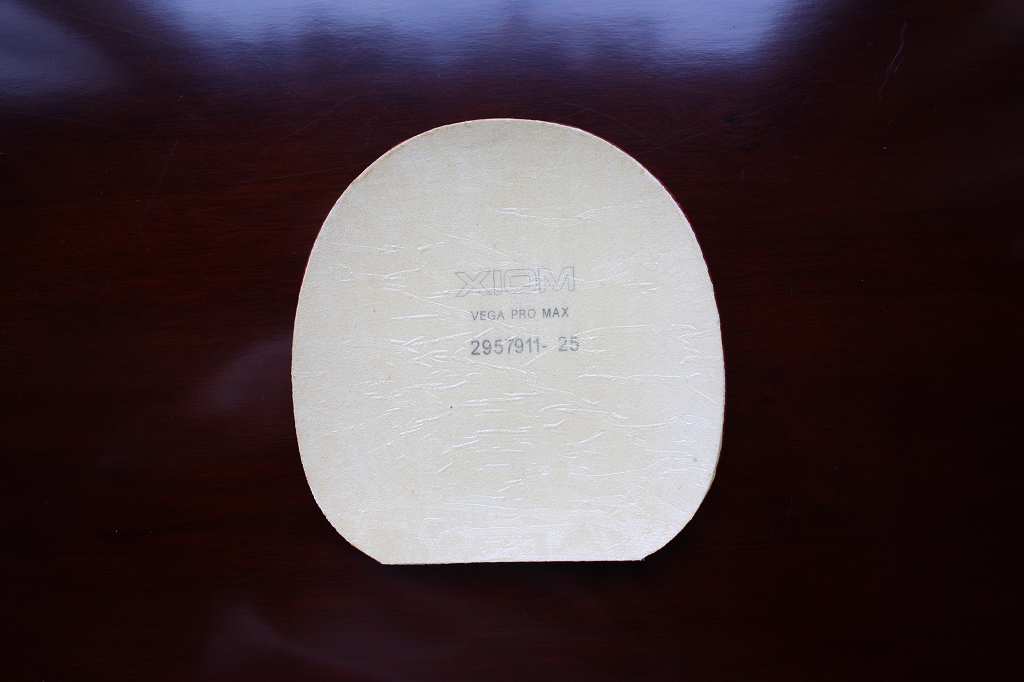 XIOM
VEGA PRO MAX
2957911- 25